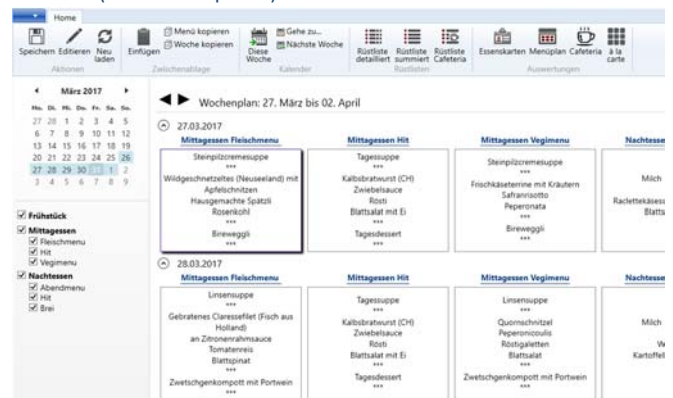 Home
Speichern Editieren Neu laden
Aktionen
Einfügen
Menü kopieren
Woche kopieren
Zwischenablage
Diese Woche
Gehe zu...
Nächste Woche
Kalender
Rüstliste detailliert
Rüstliste summiert
Rüstliste Cafeteria
Rüstlisten
Essenskarten Menüplan Cafeteria à la carte
Auswertungen
März 2017
Mo. Di. Mi. Do. Fr. Sa. So.
27 28 1 2 3 4 5
6 7 8 9 10 11 12
13 14 15 16 17 18 19
20 21 22 23 24 25 26
27 28 29 30 31 1 2
3 4 5 6 7 8 9
Frühstück
Mittagessen
Fleischmenu
Hit
Vegimenu
Nachtessen
Abendmenu
Hit
Brei
Wochenplan: 27. März bis 02. April
27.03.2017
Mittagessen Fleischmenu
Steinpilzcremesuppe
***
Wildgeschnetzeltes (Neuseeland) mit
Apfelschnitzen
Hausgemachte Spätzli
Rosenkohl
***
Bireweggli
***
Mittagessen Hit
Tagessuppe
***
Kalbsbratwurst (CH)
Zwiebelsauce
Rösti
Blattsalat mit Ei
***
Tagesdessert
***
Mittagessen Vegimenu
Steinpilzcremesuppe
***
Frischkäseterrine mit Kräutern
Safranrisotto
Peperonata
***
Bireweggli
***
Nachtesse
Milch
Raclettekäsess
Blatts
28.03.2017
Mittagessen Fleischmenu
Linsensuppe
***
Gebratenes Claressefilet (Fisch aus
Holland)
an Zitronenrahmsauce
Tomatenreis
Blattspinat
***
Zwetschgenkompott mit Portwein
***
Mittagessen Hit
Tagessuppe
***
Kalbsbratwurst (CH)
Zwiebelsauce
Rösti
Blattsalat mit Ei
***
Tagesdessert
***
Mittagessen Vegimenu
Linsensuppe
***
Quornschnitzel
Peperonicoulis
Röstigaletten
Blattsalat
***
Zwetschgenkompott mit Portwein
***
Nachtesse
Milch
W
Kartoffel